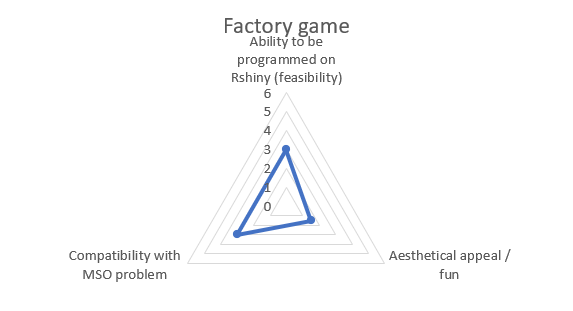 Factory game
Ability to be
programmed on
Rshiny (feasibility)
6
5
4
3
2
1
0
Compatibility with
MSO problem
Aesthetical appeal /
fun